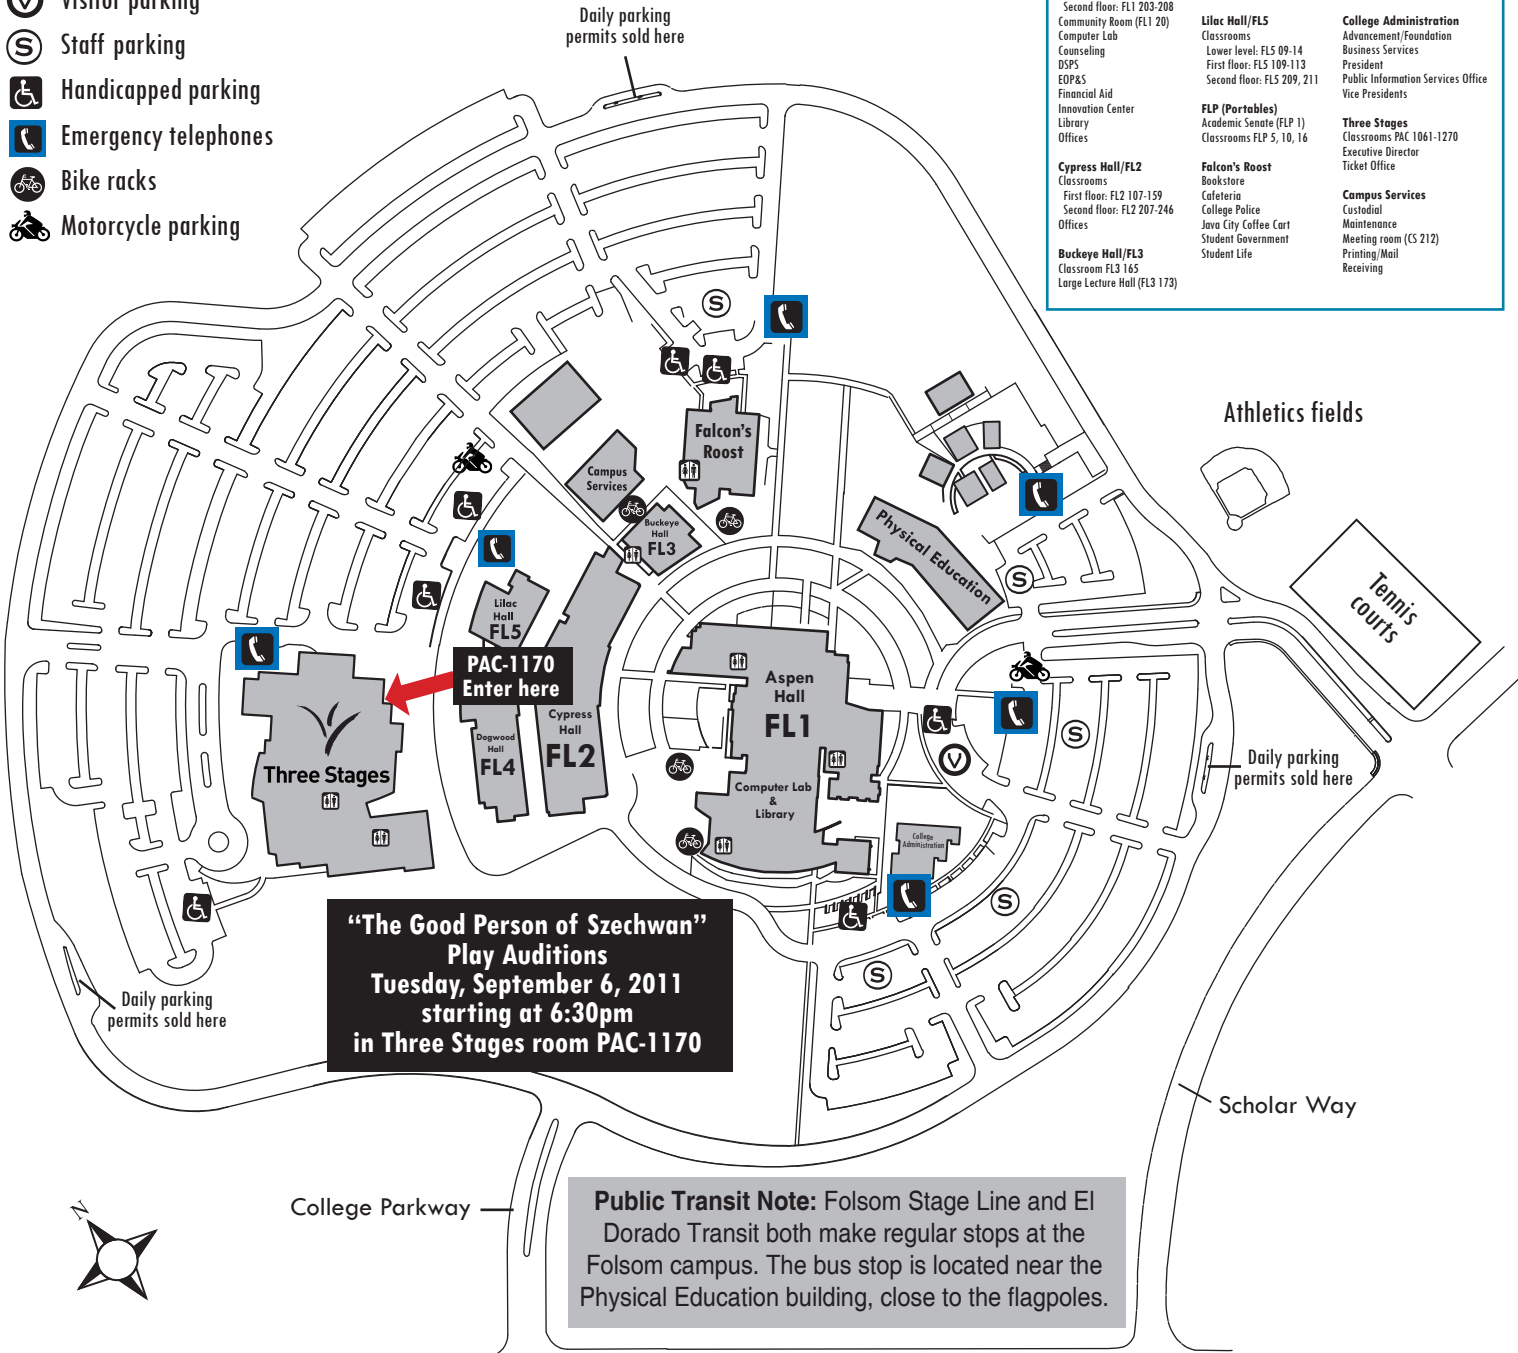 Visitor parking
Staff parking
Handicapped parking
Emergency telephones
Bike racks
Motorcycle parking
Daily parking
permits sold here
Second floor: FL1 203-208
Community Room (FL1 20)
Computer Lab
Counseling
DSPS
EOP&S
Financial Aid
Innovation Center
Library
Offices
Cypress Hall/FL2
Classrooms
First floor: FL2 107-159
Second floor: FL2 207-246
Offices
Buckeye Hall/FL3
Classroom FL3 165
Large Lecture Hall (FL3 173)
Lilac Hall/FL5
Classrooms
Lower level: FL5 09-14
First floor: FL5 109-113
Second floor: FL5 209, 211
FLP (Portables)
Academic Senate (FLP 1)
Classrooms FLP 5, 10, 16
Falcon's Roost
Bookstore
Cafeteria
College Police
Java City Coffee Cart
Student Government
Student Life
College Administration
Advancement/Foundation
Business Services
President
Public Information Services Office
Vice Presidents
Three Stages
Classrooms PAC 1061-1270
Executive Director
Ticket Office
Campus Services
Custodial
Maintenance
Meeting room (CS 212)
Printing/Mail
Receiving
S
Athletics fields
Falcon's
Roost
Campus
Services
Buckeye
Hall
FL3
Physical Education
S
Tennis
courts
Lilac
Hall
FL5
PAC-1170
Enter here
Aspen
Hall
FL1
Cypress
Hall
FL2
Dogwood
Hall
FL4
Three Stages
Computer Lab
&
Library
V
S
Daily parking
permits sold here
College
Administration
S
S
"The Good Person of Szechwan"
Play Auditions
Tuesday, September 6, 2011
starting at 6:30pm
in Three Stages room PAC-1170
Daily parking
permits sold here
Scholar Way
College Parkway
N
Public Transit Note: Folsom Stage Line and El
Dorado Transit both make regular stops at the
Folsom campus. The bus stop is located near the
Physical Education building, close to the flagpoles.